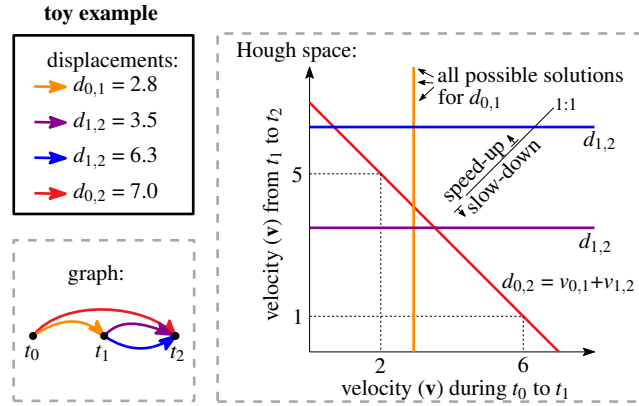 toy example
displacements:
d0,1 = 2.8
d1,2 = 3.5
d1,2 = 6.3
d0,2 = 7.0
graph:
t0
t1
t2
Hough space:
all possible solutions
for d0,1
1:1
speed-up
slow-down
d1,2
d1,2
d0,2 = v0,1+v1,2
velocity (v) from t1 to t2
5
1
2
6
velocity (v) during t0 to t1